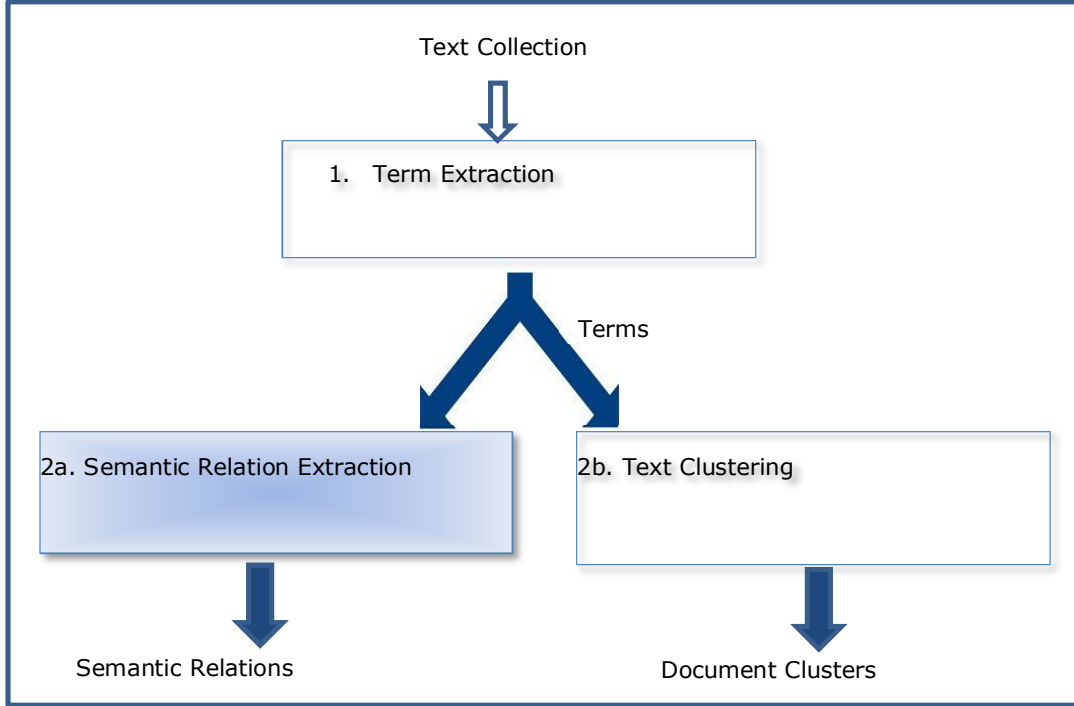 Text Collection
1. Term Extraction
Terms
2a. Semantic Relation Extraction
2b. Text Clustering
Semantic Relations
Document Clusters